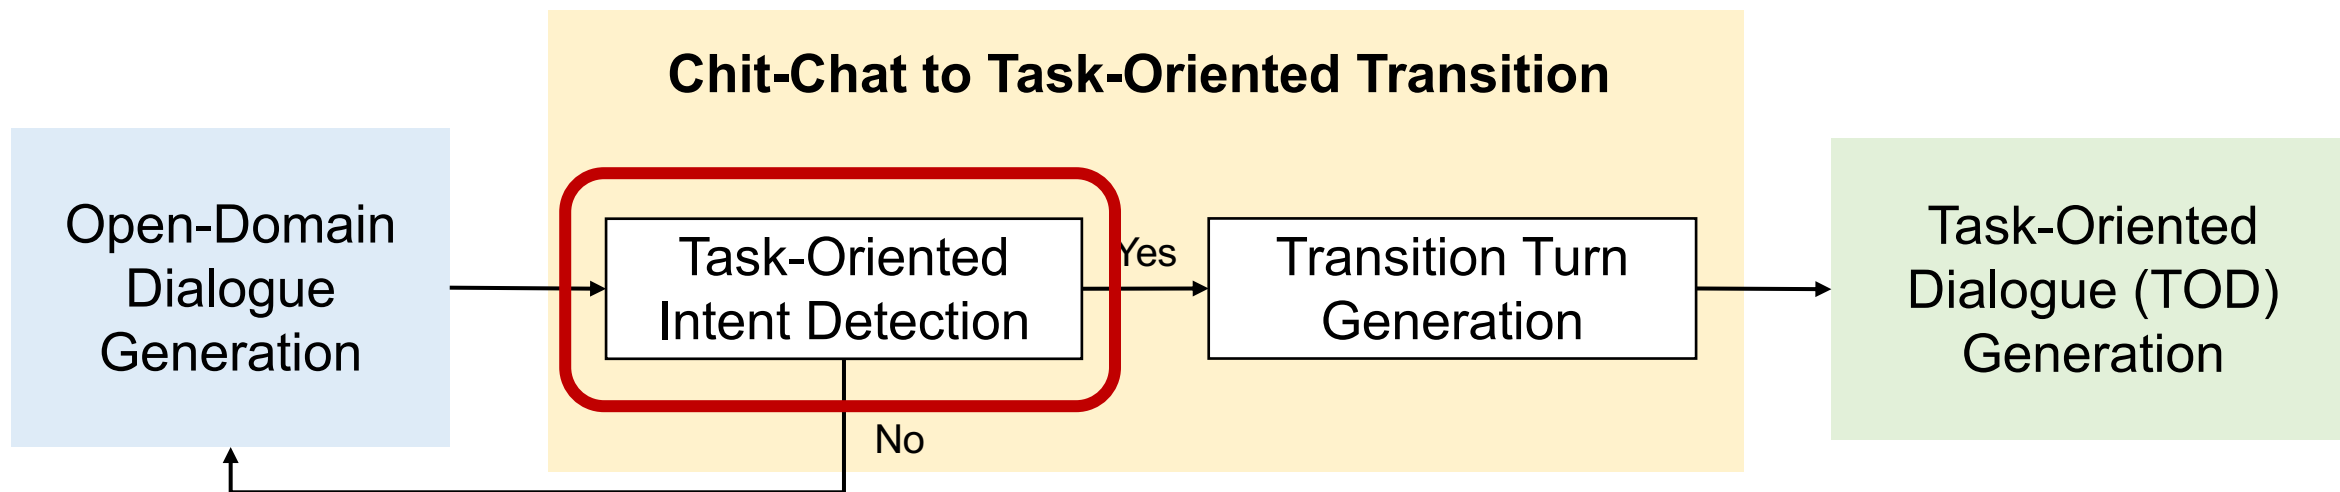 Chit-Chat to Task-Oriented Transition
Open-Domain
Dialogue
Generation
Task-Oriented
Intent Detection
Yes
No
Transition Turn
Generation
Task-Oriented
Dialogue (TOD)
Generation